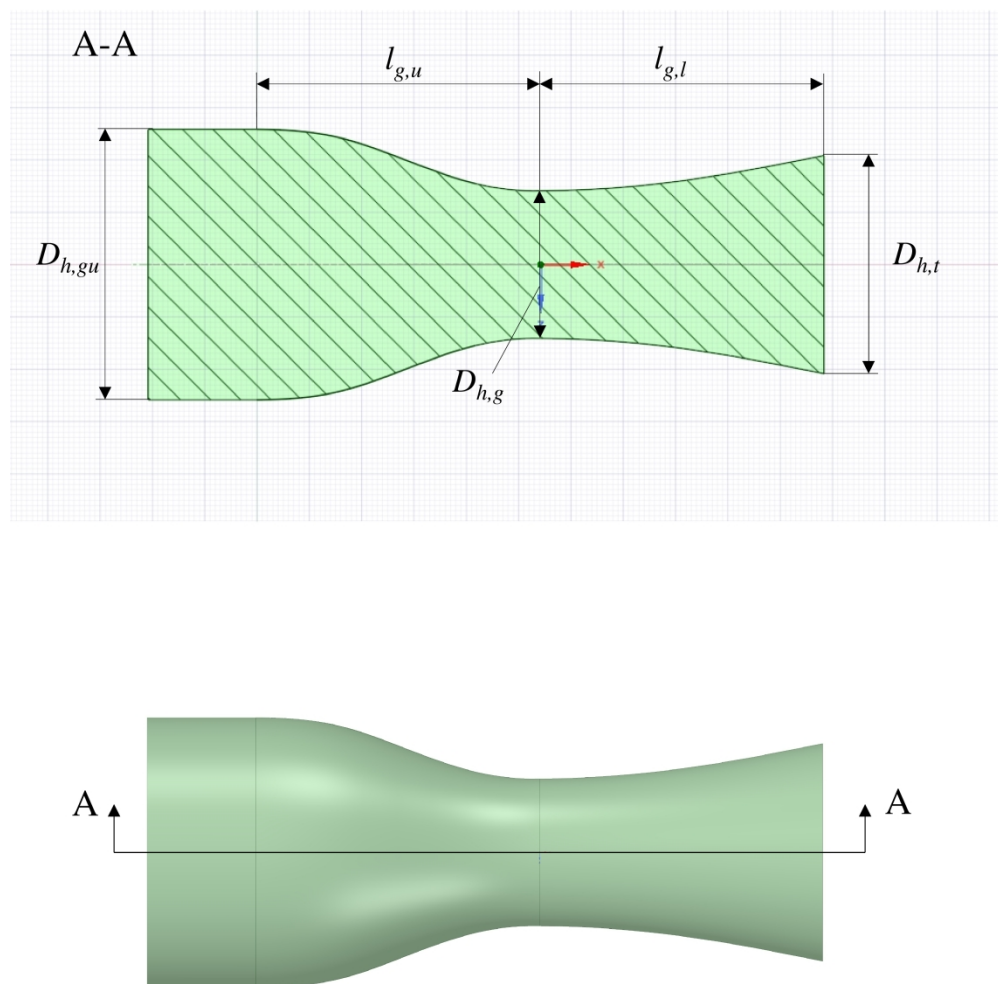 A-A
l_{g,u} l_{g,l}
D_{h,gu} D_{h,t}
x
D_{h,g}
A A